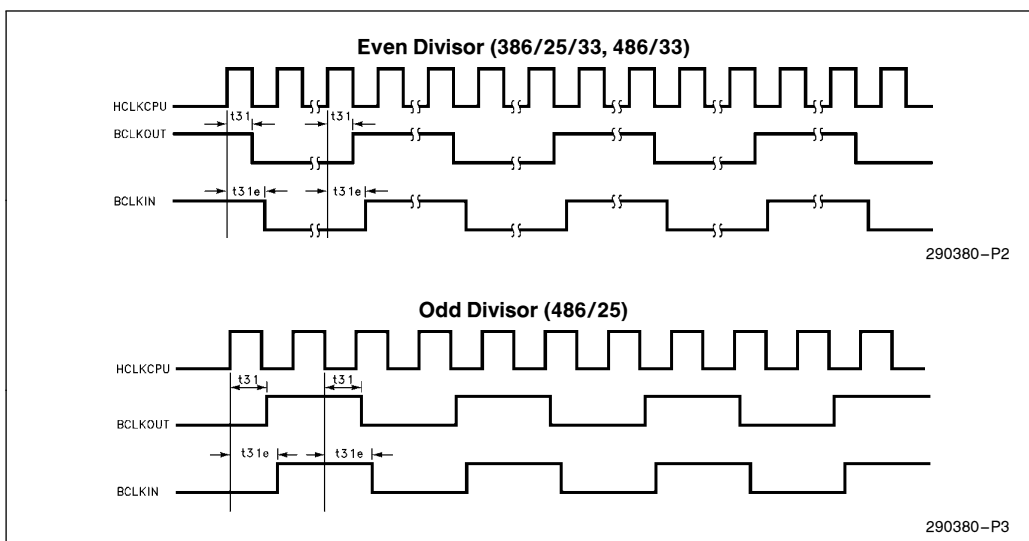 Even Divisor (386/25/33, 486/33)
HCLKCPU
t31 t31
BCLKOUT
t31e t31e
BCLKIN
290380–P2
Odd Divisor (486/25)
HCLKCPU
t31 t31
BCLKOUT
t31e t31e
BCLKIN
290380–P3